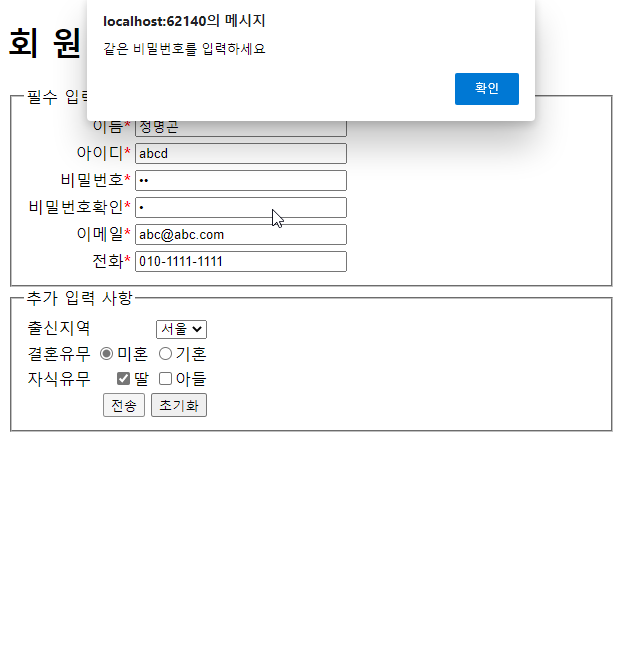 localhost:62140의 메시지
같은 비밀번호를 입력하세요
확인
회 원
필수 입력
이름* 정명곤
아이디* abcd
비밀번호* ••
비밀번호확인* •
이메일* abc@abc.com
전화* 010-1111-1111
추가 입력 사항
출신지역 서울
결혼유무 미혼 기혼
자식유무 딸 아들
전송 초기화